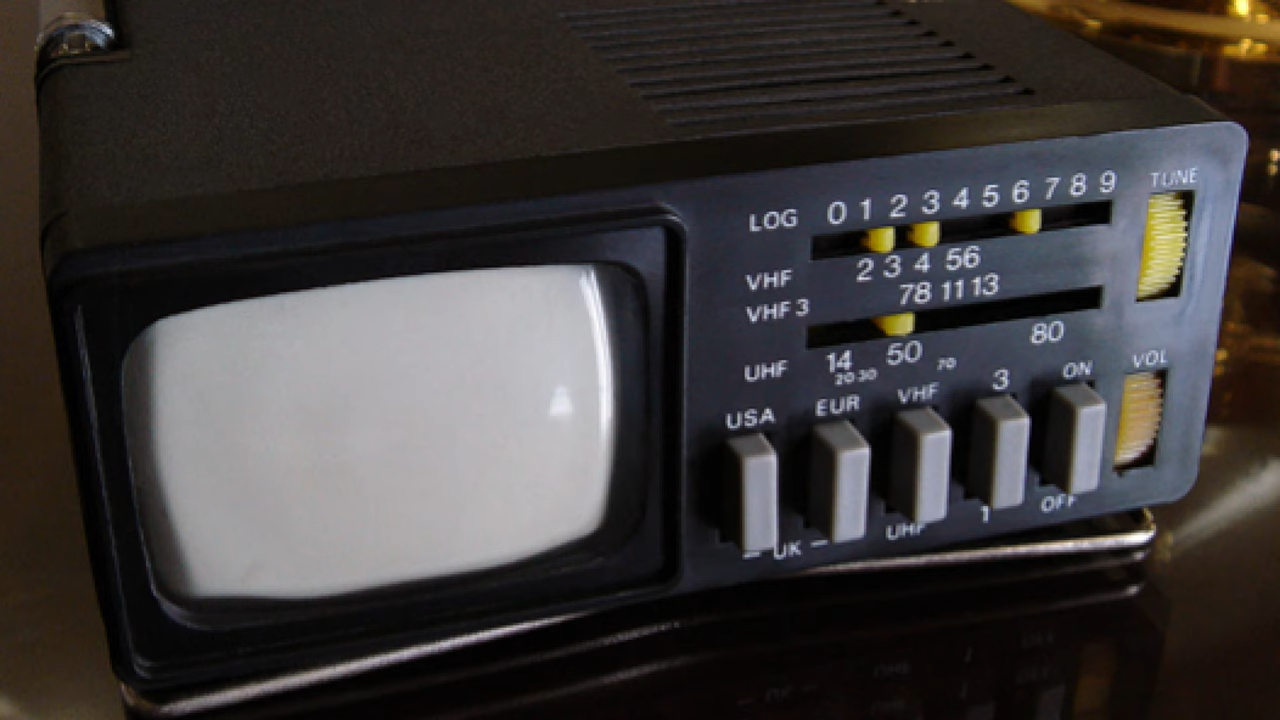 TUNE
LOG 0 1 2 3 4 5 6 7 8 9
VHF 2 3 4 56
VHF 3 78 11 13
UHF 14 50 80
20·30 70
VOL
USA EUR VHF 3 ON
– UK – UHF 1 OFF